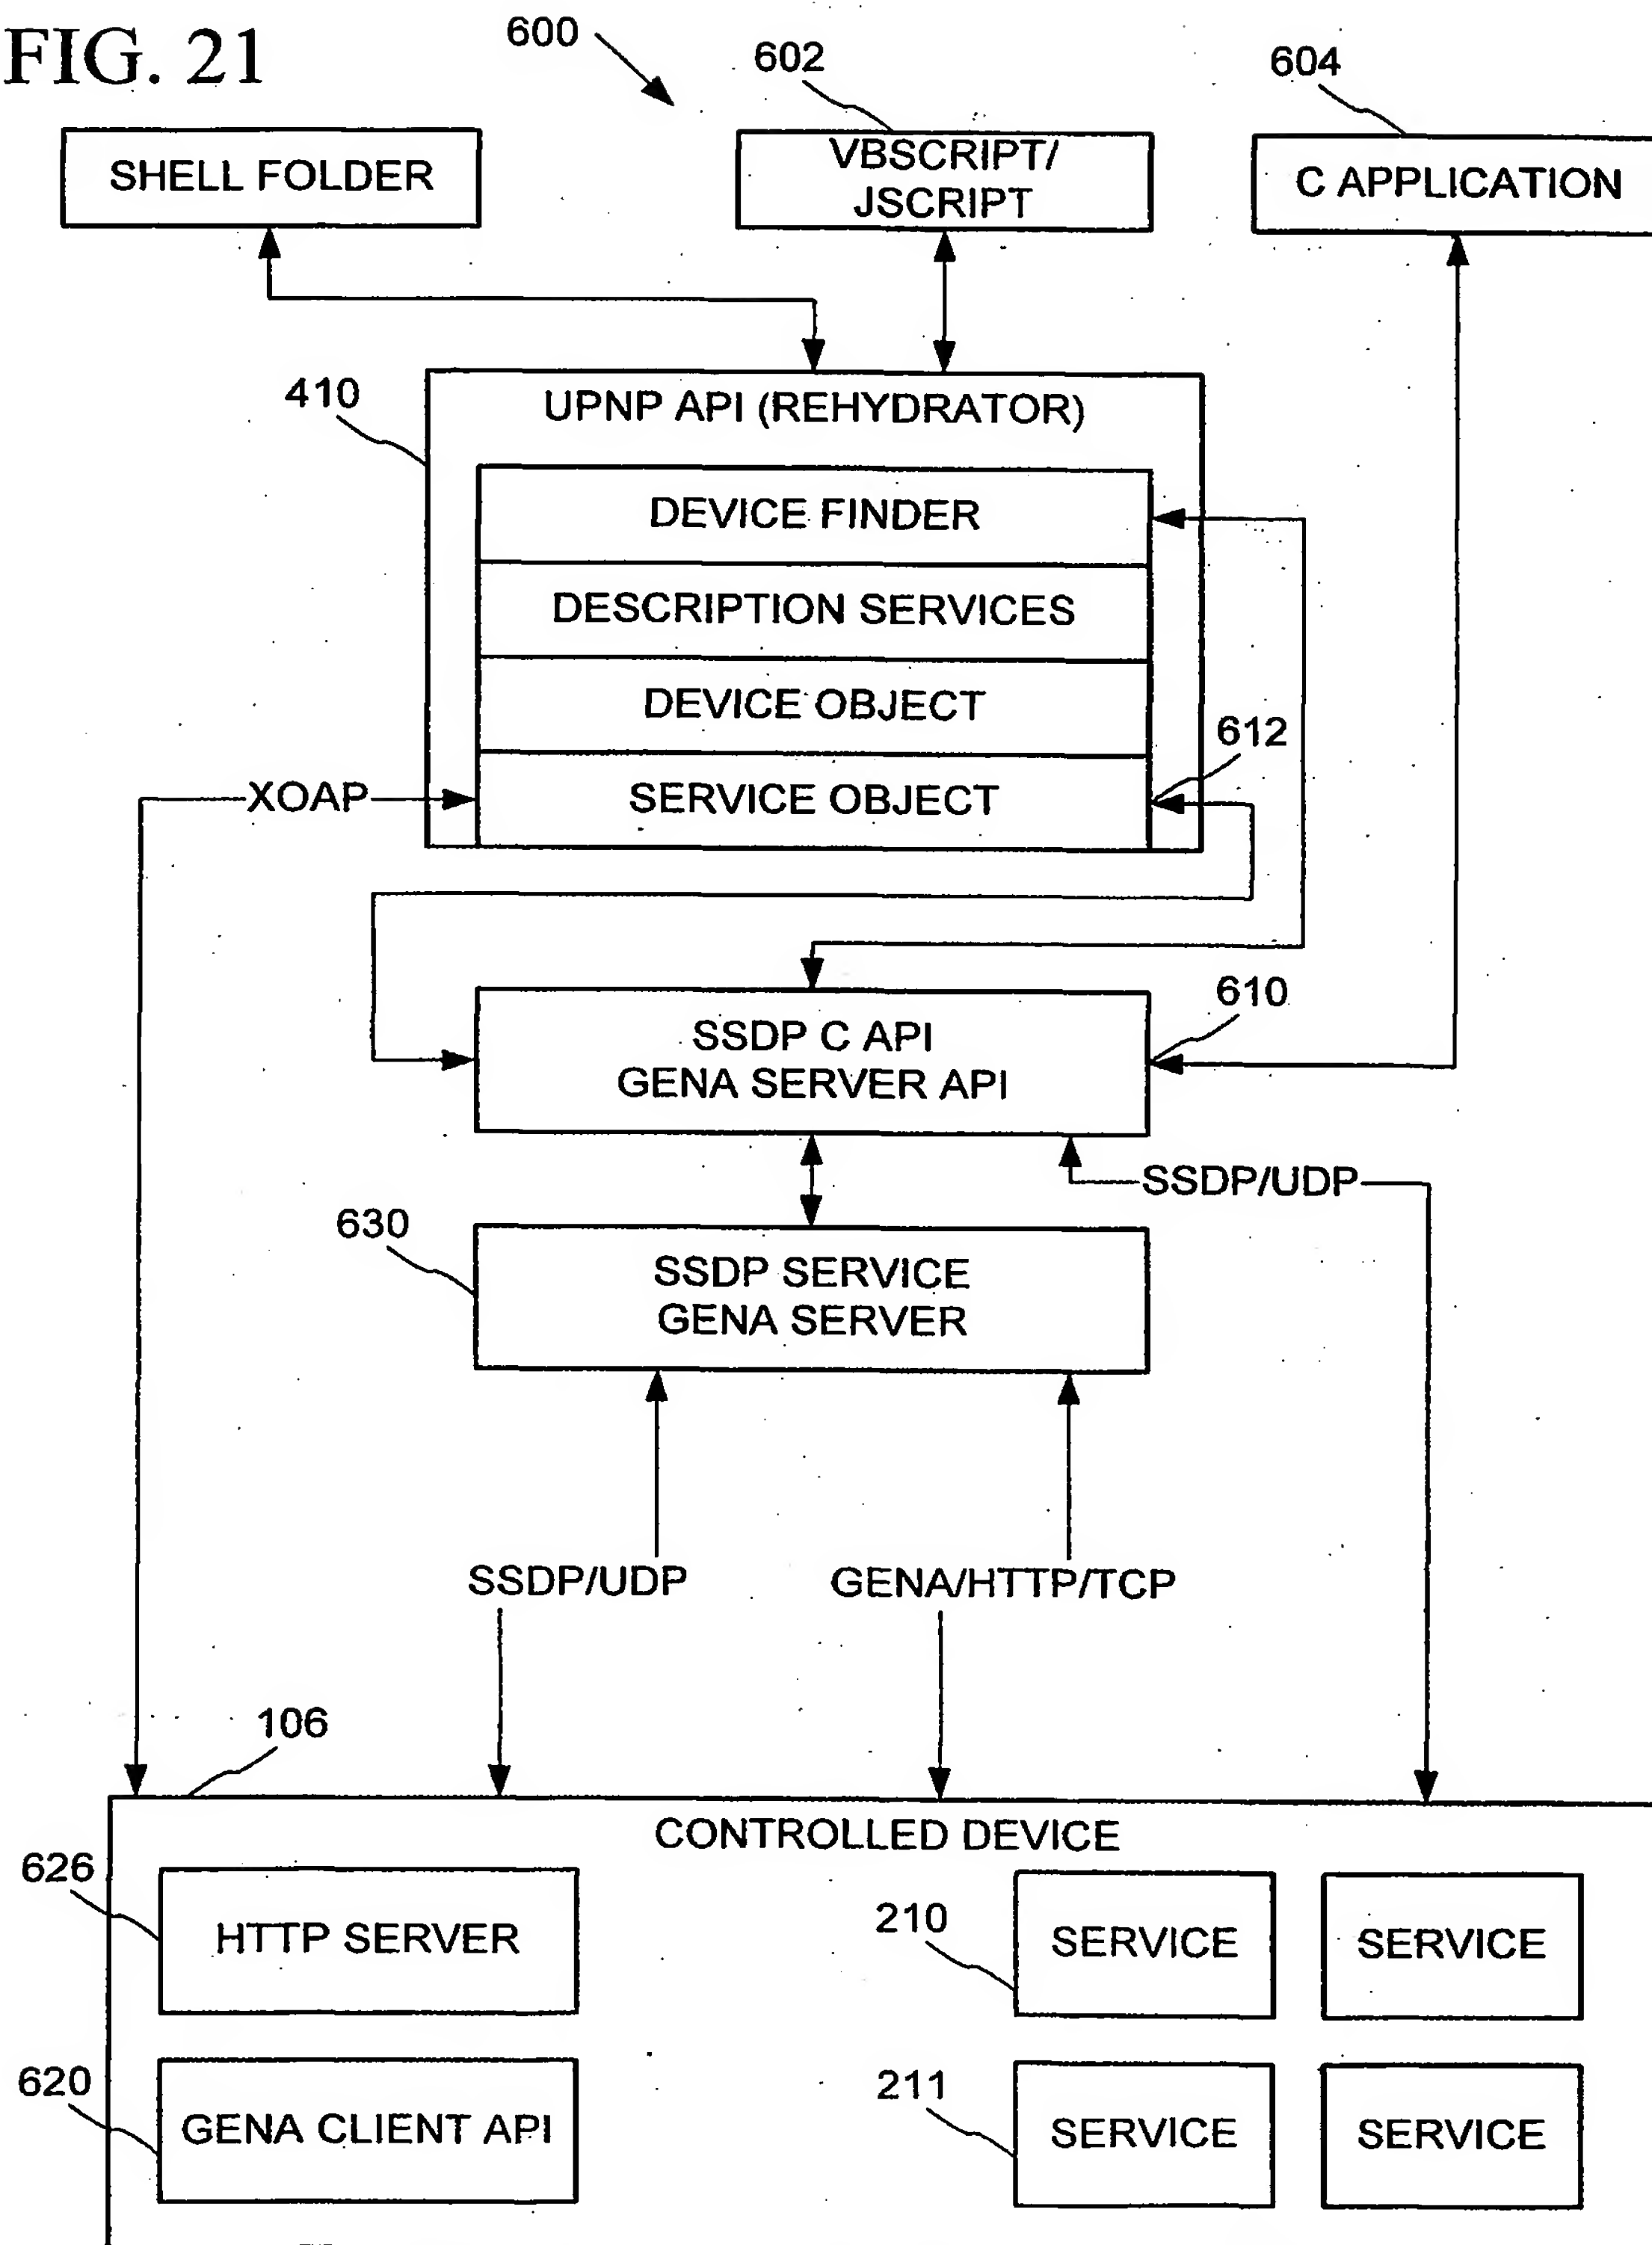 FIG. 21
600
602
604
SHELL FOLDER
VBSCRIPT/
JSCRIPT
C APPLICATION
410
UPNP API (REHYDRATOR)
DEVICE FINDER
DESCRIPTION SERVICES
DEVICE OBJECT
612
XOAP
SERVICE OBJECT
610
SSDP C API
GENA SERVER API
SSDP/UDP
630
SSDP SERVICE
GENA SERVER
SSDP/UDP
GENA/HTTP/TCP
106
CONTROLLED DEVICE
626
HTTP SERVER
210
SERVICE
SERVICE
620
GENA CLIENT API
211
SERVICE
SERVICE